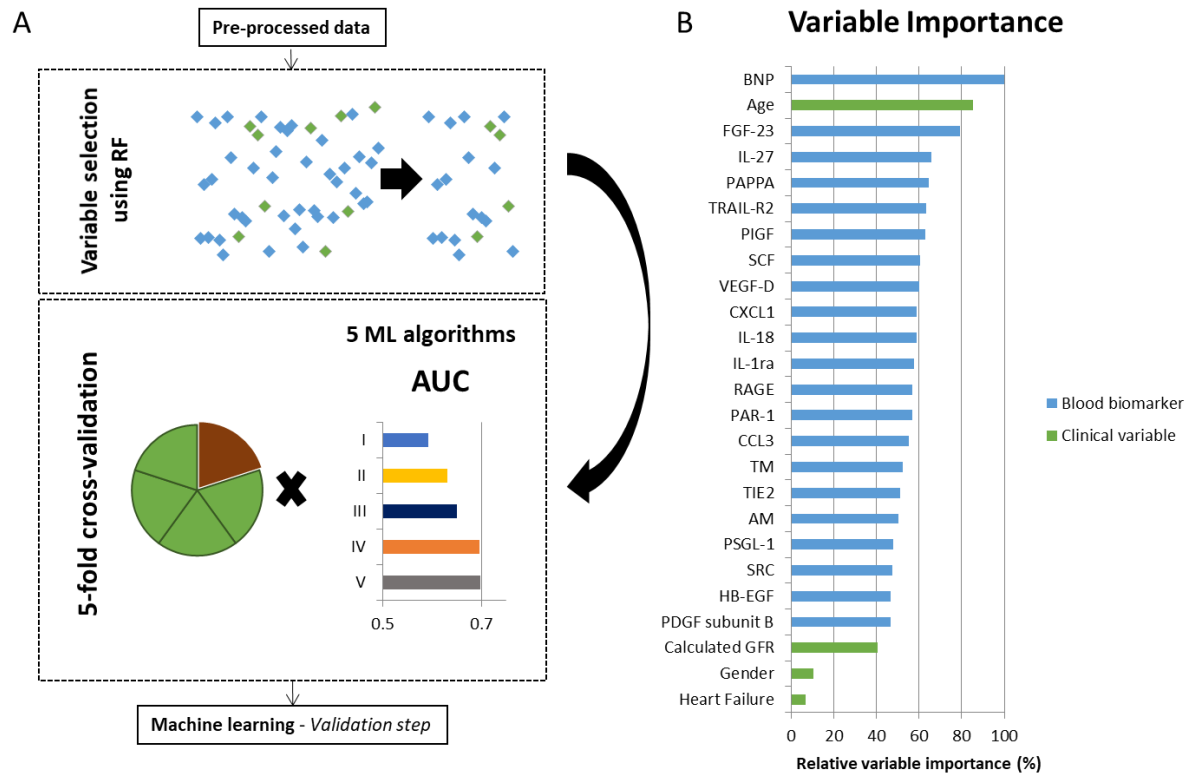 A
Pre-processed data
Variable selection
using RF
5-fold cross-validation
5 ML algorithms
AUC
I
II
III
IV
V
0.5 0.7
Machine learning - Validation step
B
Variable Importance
BNP
Age
FGF-23
IL-27
PAPPA
TRAIL-R2
PIGF
SCF
VEGF-D
CXCL1
IL-18
IL-1ra
RAGE
PAR-1
CCL3
TM
TIE2
AM
PSGL-1
SRC
HB-EGF
PDGF subunit B
Calculated GFR
Gender
Heart Failure
0 20 40 60 80 100
Relative variable importance (%)
Blood biomarker
Clinical variable